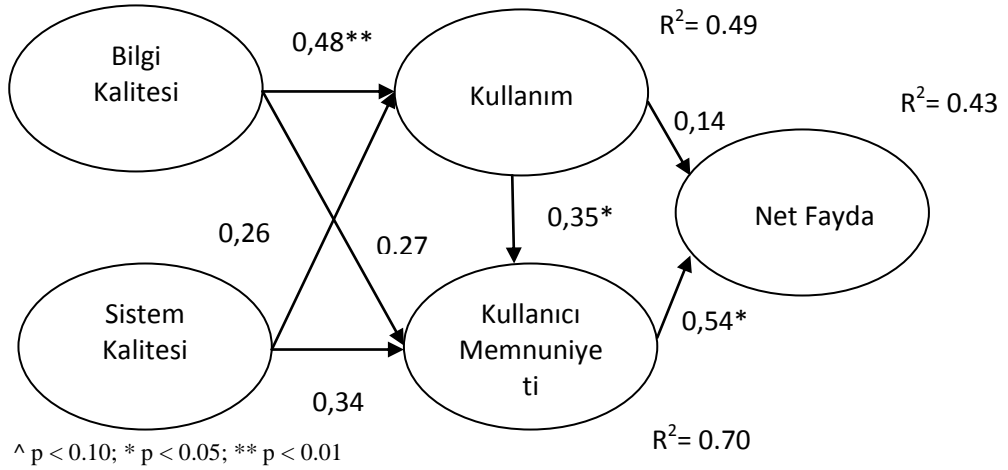 Bilgi
Kalitesi
0,48**
Kullanım
R²= 0.49
R²= 0.43
0,14
Net Fayda
0,26
0,27
0,35*
Sistem
Kalitesi
0,34
Kullanıcı
Memnuniye
ti
0,54*
R²= 0.70
^ p < 0.10; * p < 0.05; ** p < 0.01